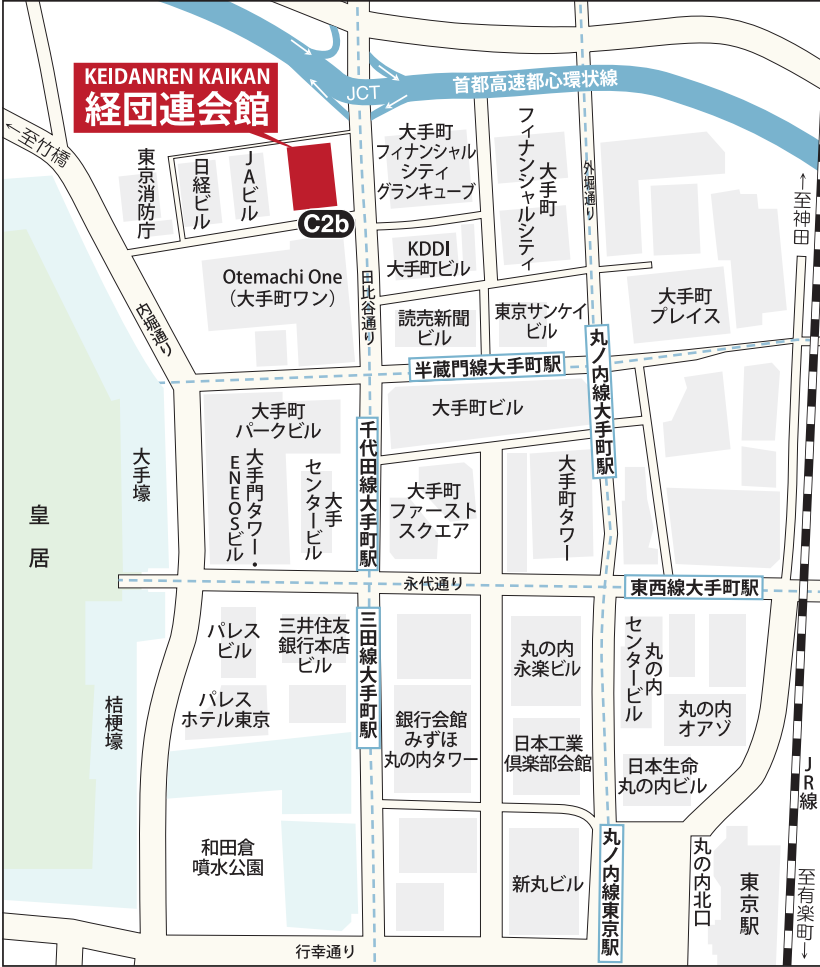 KEIDANREN KAIKAN
経団連会館
JCT
首都高速都心環状線
←至竹橋
東京消防庁
日経ビル
JAビル
C2b
大手町
フィナンシャル
シティ
グランキューブ
大手町
フィナンシャルシティ
外堀通り
←至神田
KDDI
大手町ビル
Otemachi One
（大手町ワン）
日比谷通り
内堀通り
読売新聞
ビル
東京サンケイ
ビル
大手町
プレイス
半蔵門線大手町駅
丸ノ内線大手町駅
大手町
パークビル
大手町ビル
千代田線大手町駅
大手濠
大手門タワー・
ENEOSビル
大手
センタービル
大手町
ファースト
スクエア
大手町タワー
皇居
永代通り
東西線大手町駅
パレス
ビル
三井住友
銀行本店
ビル
三田線大手町駅
丸の内
永楽ビル
丸の内
センタービル
桔梗濠
パレス
ホテル東京
銀行会館
みずほ
丸の内タワー
日本工業
倶楽部会館
丸の内
オアゾ
日本生命
丸の内ビル
JR線
和田倉
噴水公園
新丸ビル
丸ノ内線東京駅
丸の内北口
東京駅
至有楽町→
行幸通り